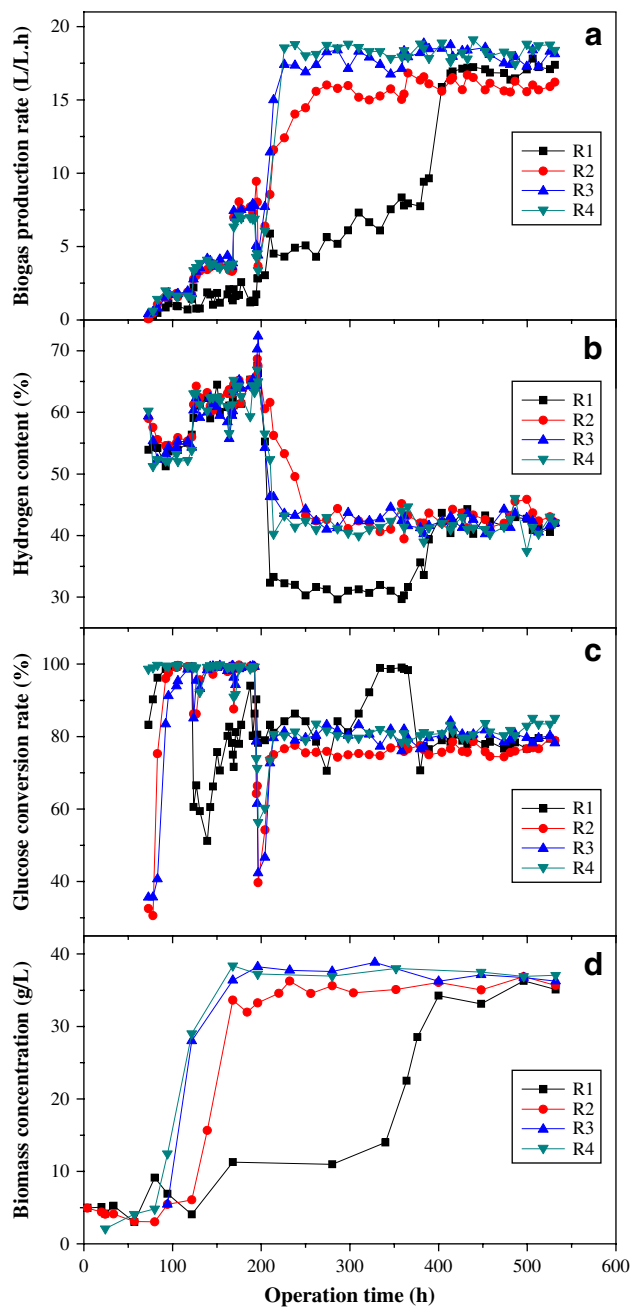 a
Biogas production rate (L/L.h)
20
15
10
5
0
R1
R2
R3
R4
b
Hydrogen content (%)
70
60
50
40
30
R1
R2
R3
R4
c
Glucose conversion rate (%)
100
80
60
40
R1
R2
R3
R4
d
Biomass concentration (g/L)
40
30
20
10
0
R1
R2
R3
R4
0 100 200 300 400 500 600
Operation time (h)